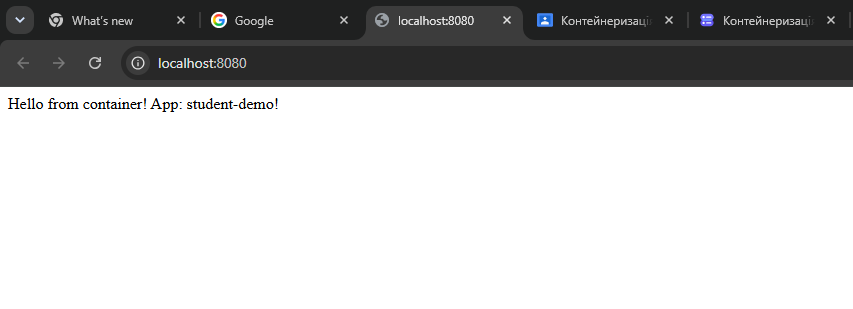 What's new
Google
localhost:8080
Контейнеризаці
Контейнеризаці
localhost:8080
Hello from container! App: student-demo!